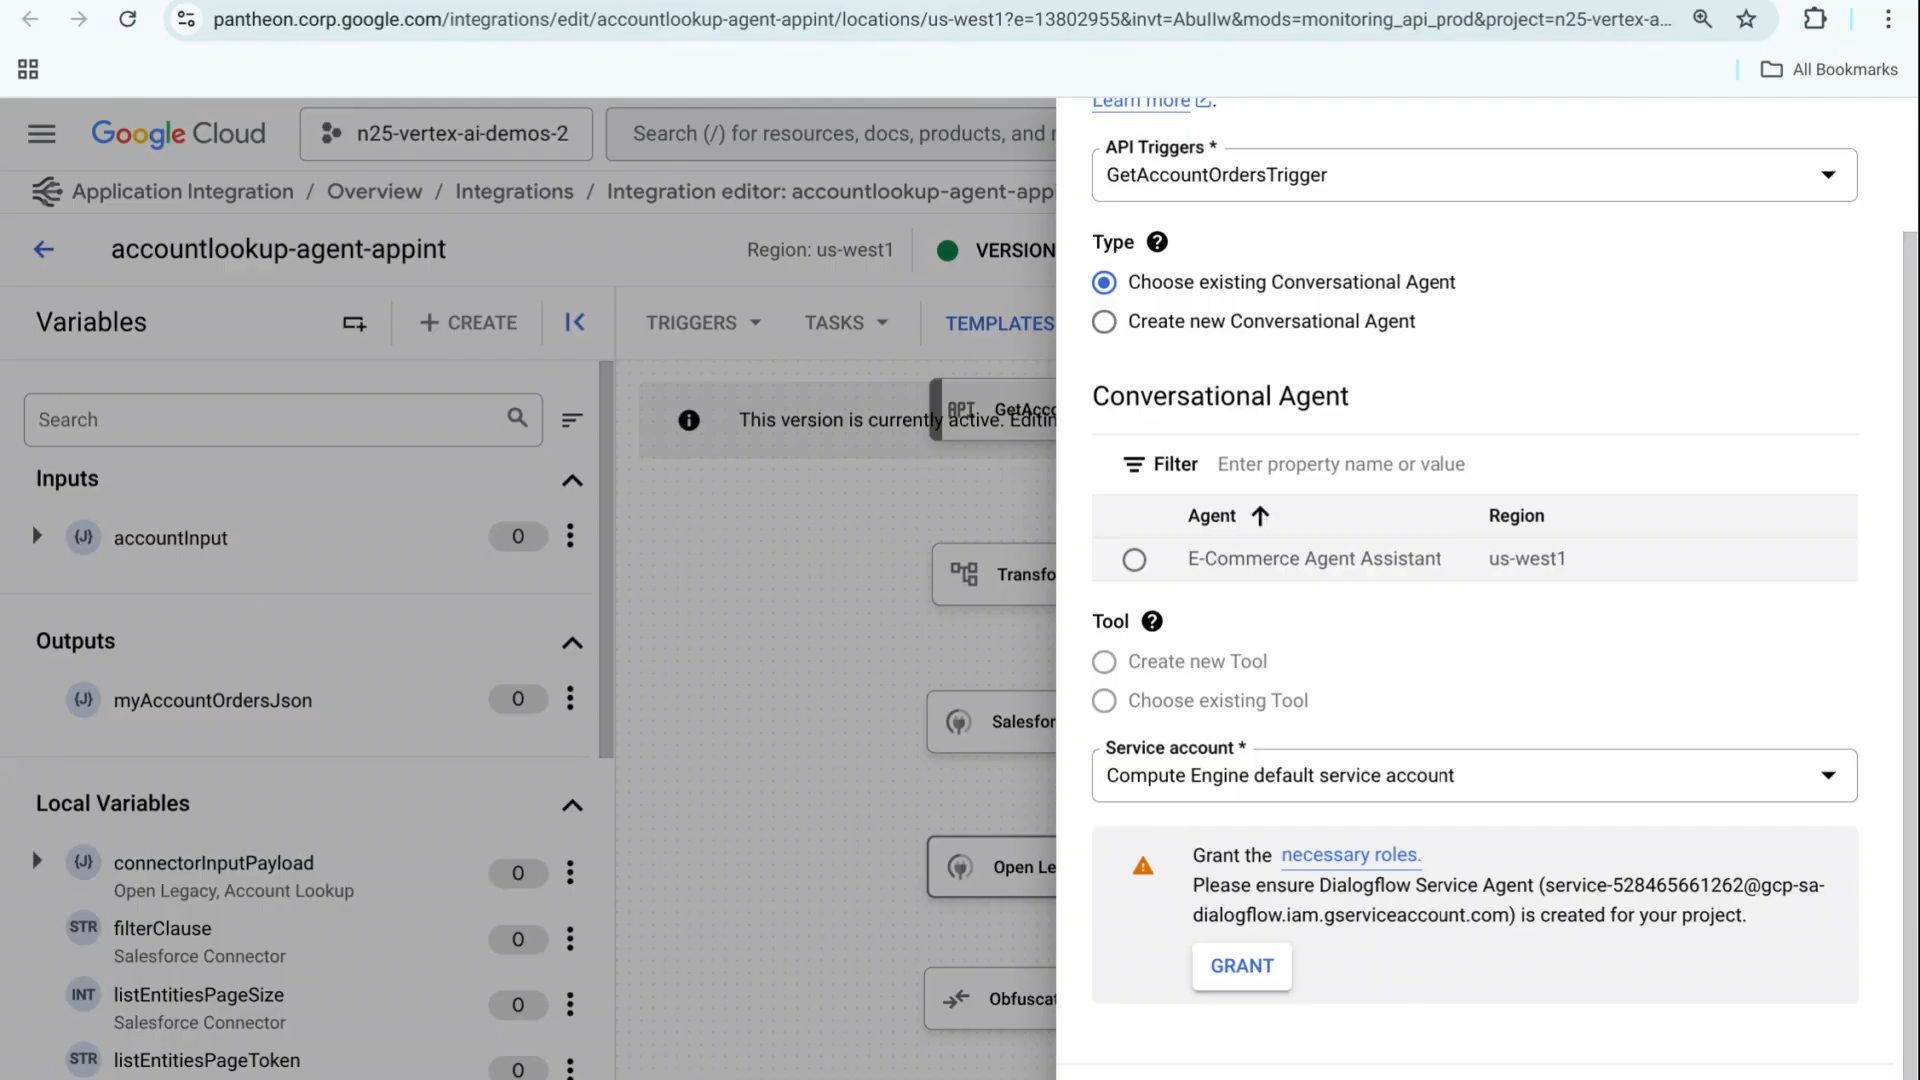 pantheon.corp.google.com/integrations/edit/accountlookup-agent-appint/locations/us-west1?e=13802955&invt=AbuIIw&mods=monitoring_api_prod&project=n25-vertex-a...
All Bookmarks
Google Cloud
n25-vertex-ai-demos-2
Search (/) for resources, docs, products, and
Application Integration / Overview / Integrations / Integration editor: accountlookup-agent-appi
accountlookup-agent-appint
Region: us-west1
VERSION
Variables
+ CREATE
TRIGGERS
TASKS
TEMPLATES
Search
This version is currently active. Editin
API GetAcco
Inputs
{J} accountInput 0
Outputs
{J} myAccountOrdersJson 0
Local Variables
{J} connectorInputPayload 0
Open Legacy, Account Lookup
STR filterClause 0
Salesforce Connector
INT listEntitiesPageSize 0
Salesforce Connector
STR listEntitiesPageToken 0
Transfo
Salesfor
Open Le
Obfuscat
Learn more.
API Triggers *
GetAccountOrdersTrigger
Type ?
Choose existing Conversational Agent
Create new Conversational Agent
Conversational Agent
Filter Enter property name or value
Agent Region
E-Commerce Agent Assistant us-west1
Tool ?
Create new Tool
Choose existing Tool
Service account *
Compute Engine default service account
Grant the necessary roles.
Please ensure Dialogflow Service Agent (service-528465661262@gcp-sa-
dialogflow.iam.gserviceaccount.com) is created for your project.
GRANT